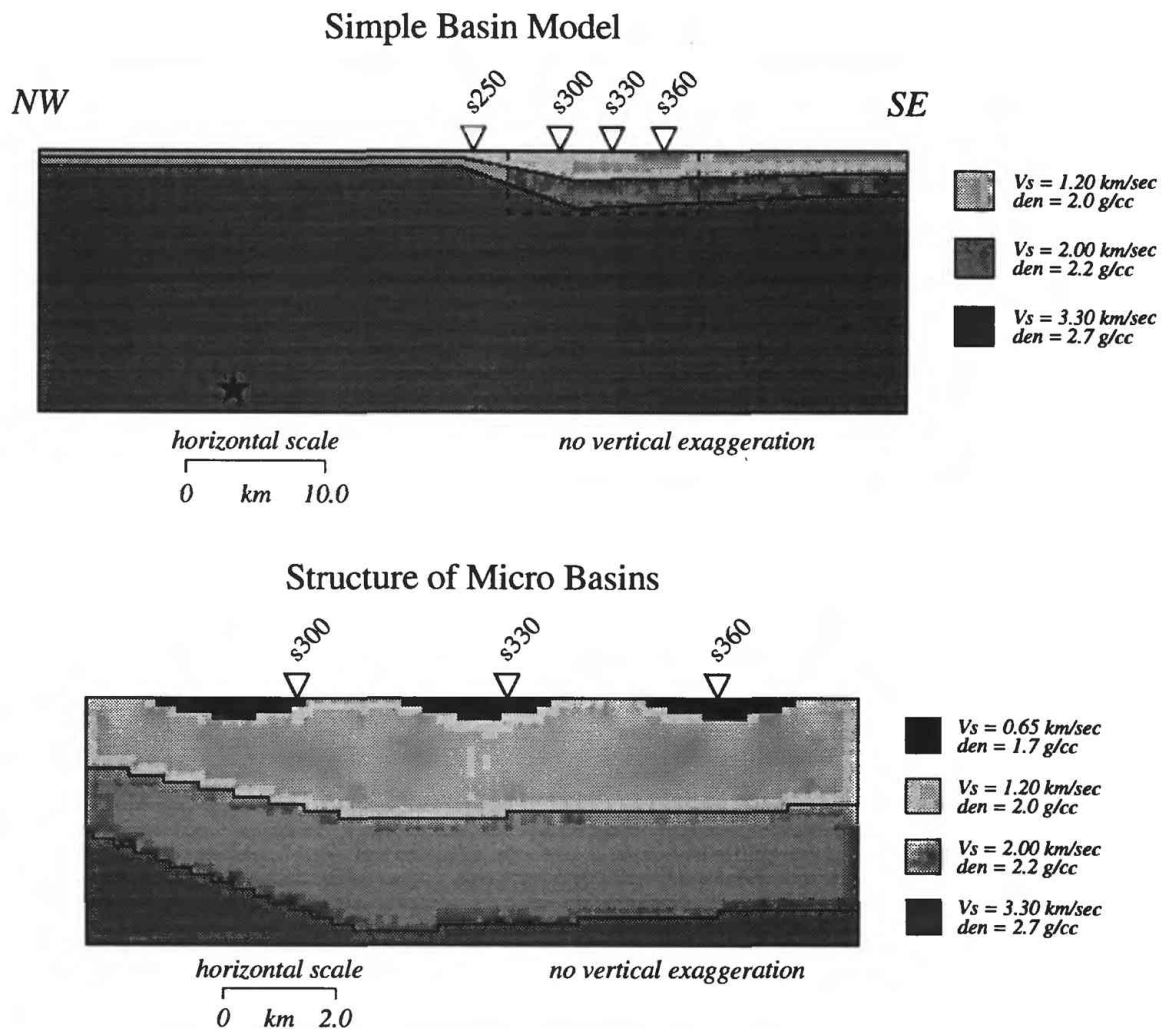 Simple Basin Model
NW
s250
s300
s330
s360
SE
Vs = 1.20 km/sec
den = 2.0 g/cc
Vs = 2.00 km/sec
den = 2.2 g/cc
Vs = 3.30 km/sec
den = 2.7 g/cc
horizontal scale
no vertical exaggeration
0 km 10.0
Structure of Micro Basins
s300
s330
s360
Vs = 0.65 km/sec
den = 1.7 g/cc
Vs = 1.20 km/sec
den = 2.0 g/cc
Vs = 2.00 km/sec
den = 2.2 g/cc
Vs = 3.30 km/sec
den = 2.7 g/cc
horizontal scale
no vertical exaggeration
0 km 2.0